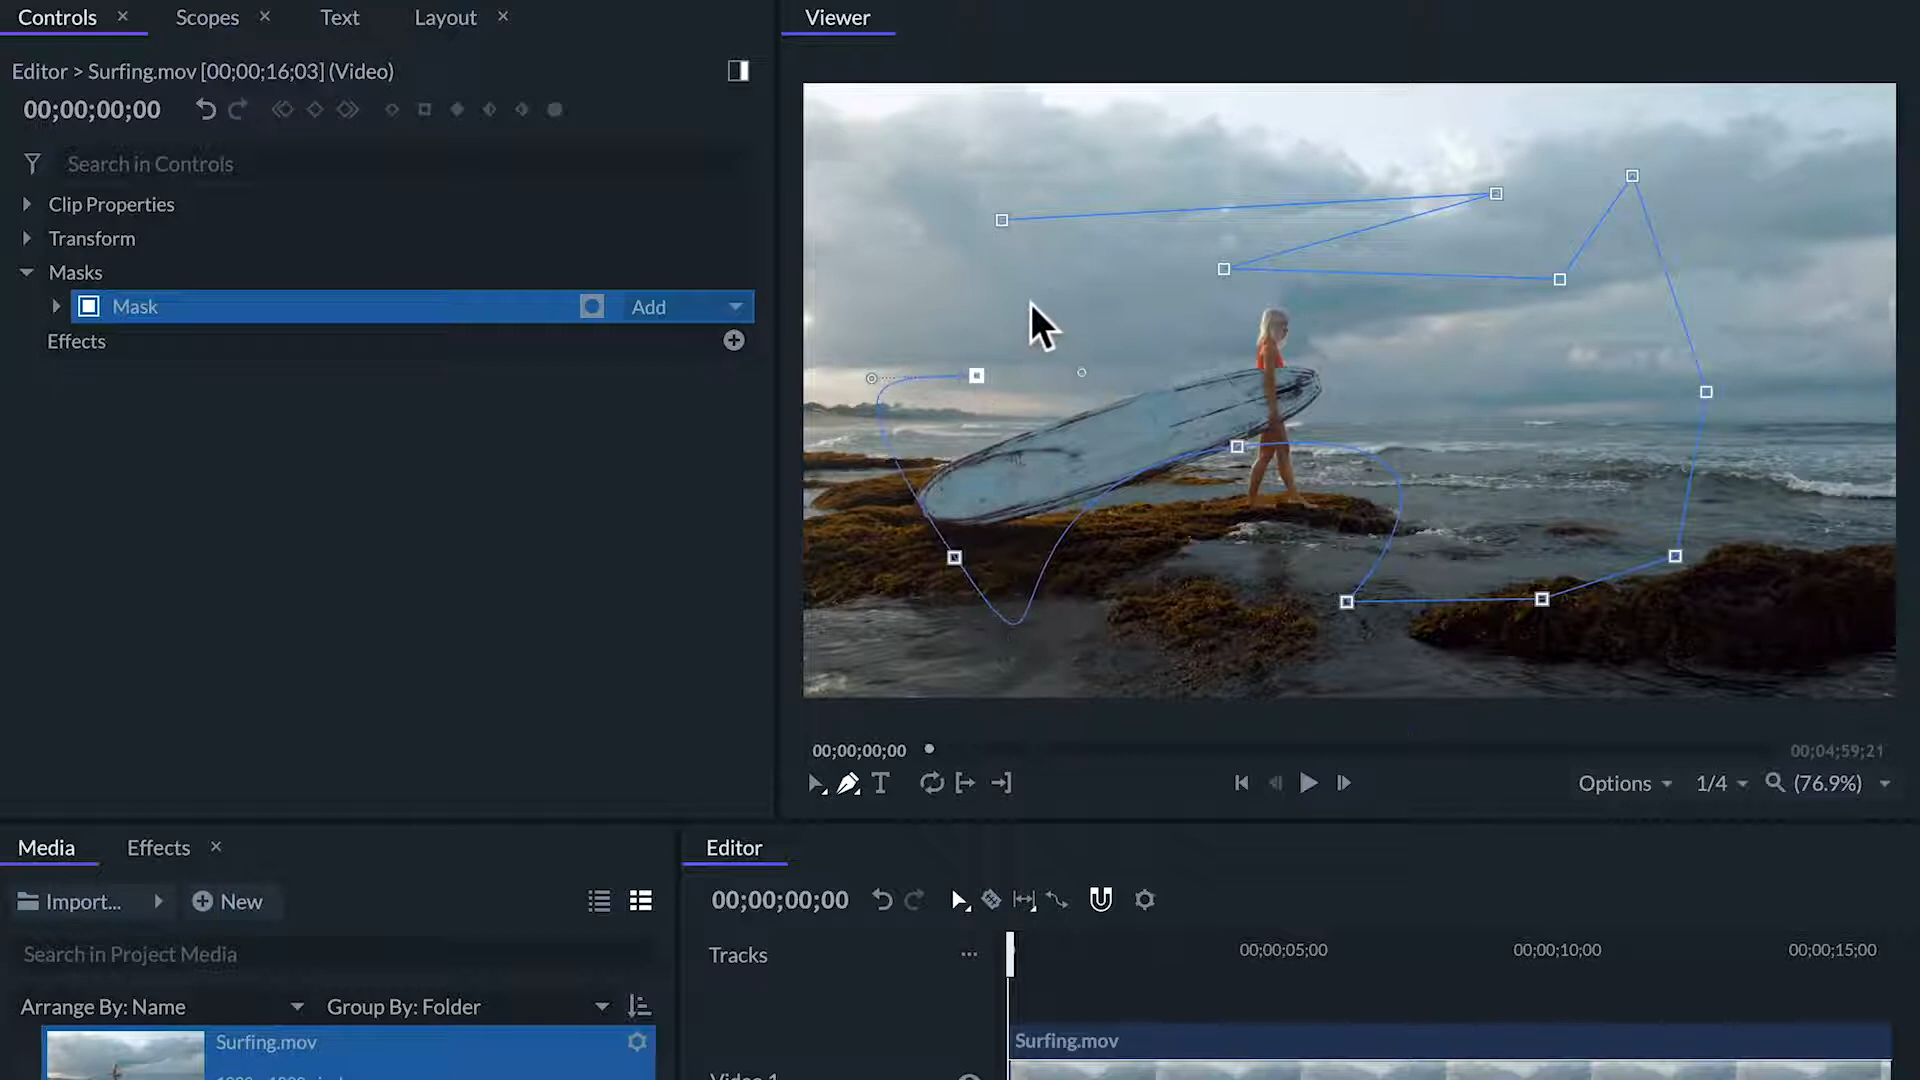 Controls
Scopes
Text
Layout
Viewer
Editor > Surfing.mov [00;00;16;03] (Video)
00;00;00;00
Search in Controls
Clip Properties
Transform
Masks
Mask
Add
Effects
00;00;00;00
00;04;59;21
T
Options
1/4
(76.9%)
Media
Effects
Editor
Import...
New
00;00;00;00
Search in Project Media
Tracks
00;00;05;00
00;00;10;00
00;00;15;00
Arrange By: Name
Group By: Folder
Surfing.mov
Surfing.mov
Video 1